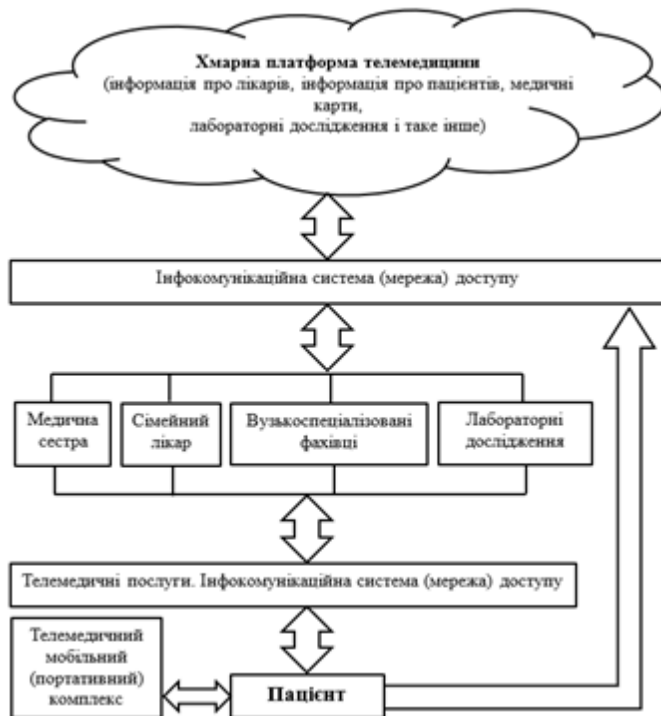 Хмарна платформа телемедицини
(інформація про лікарів, інформація про пацієнтів, медичні
карти,
лабораторні дослідження і таке інше)
Інфокомунікаційна система (мережа) доступу
Медична
сестра
Сімейний
лікар
Вузькоспеціалізовані
фахівці
Лабораторні
дослідження
Телемедичні послуги. Інфокомунікаційна система (мережа) доступу
Телемедичний
мобільний
(портативний)
комплекс
Пацієнт